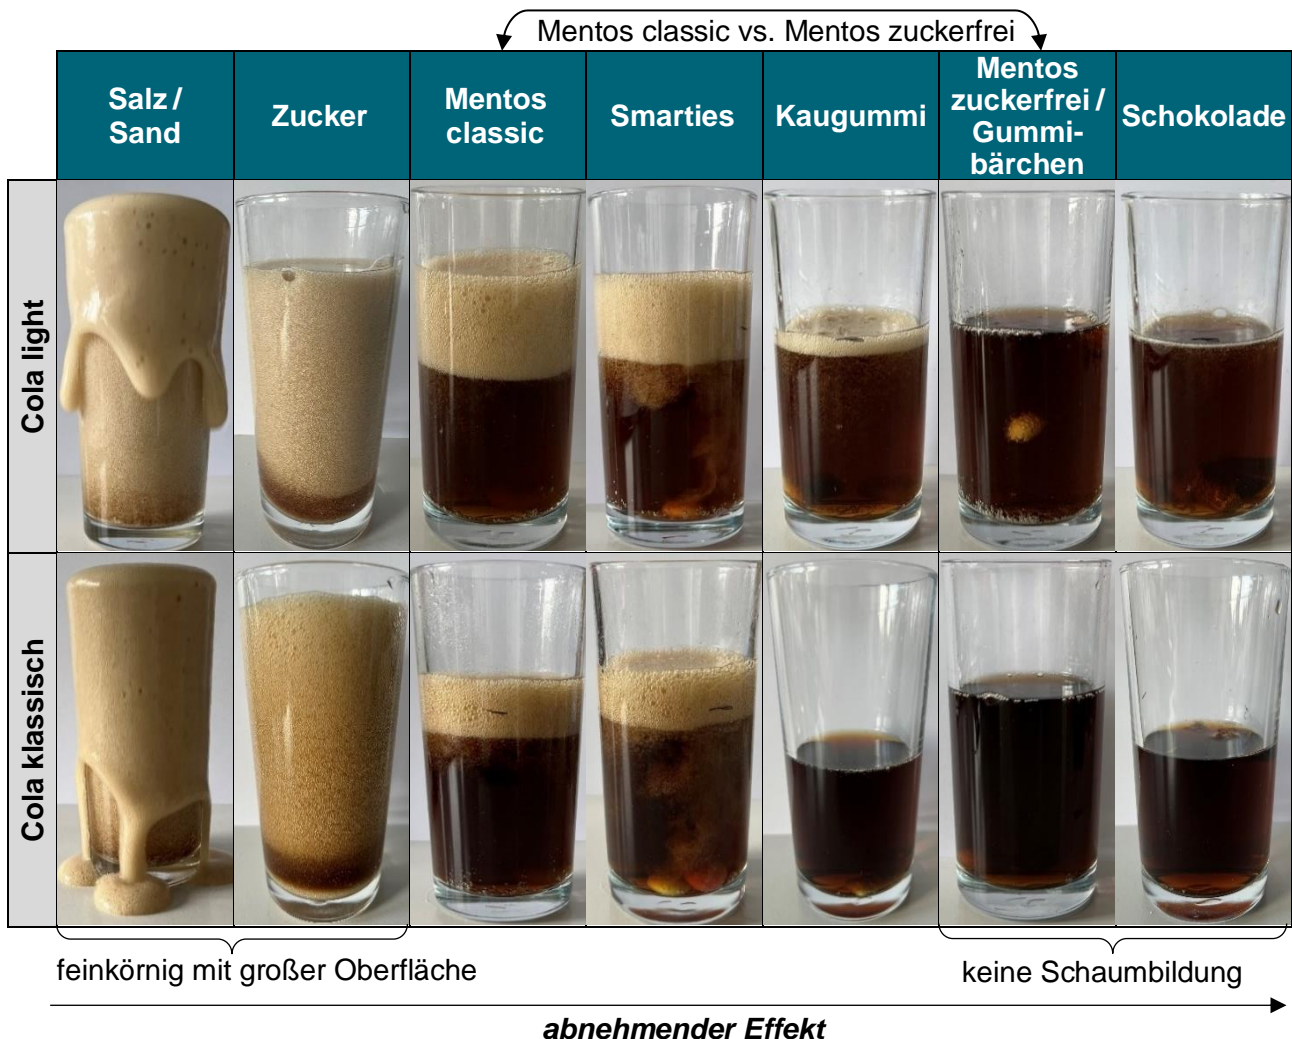 Mentos classic vs. Mentos zuckerfrei
Salz /
Sand
Zucker
Mentos
classic
Smarties
Kaugummi
Mentos
zuckerfrei /
Gummi-
bärchen
Schokolade
Cola light
Cola klassisch
feinkörnig mit großer Oberfläche
keine Schaumbildung
abnehmender Effekt